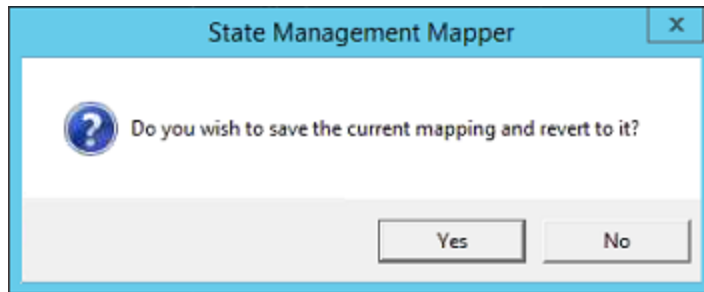 State Management Mapper
x
?
Do you wish to save the current mapping and revert to it?
Yes
No